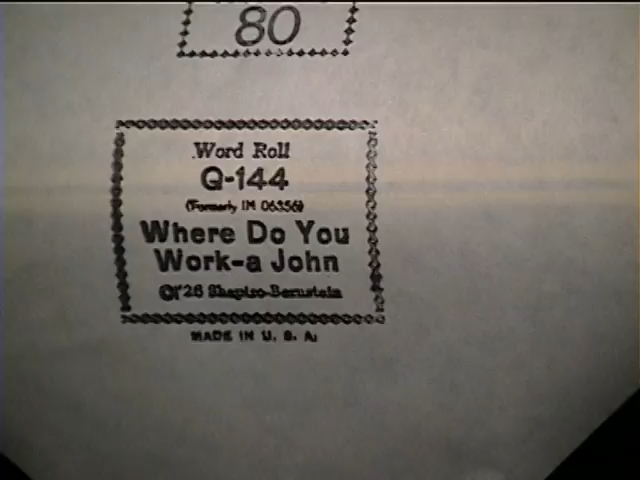 80
Word Roll
Q-144
(Formerly IM 06356)
Where Do You
Work-a John
©'26 Shapiro-Bernstein
MADE IN U. S. A.